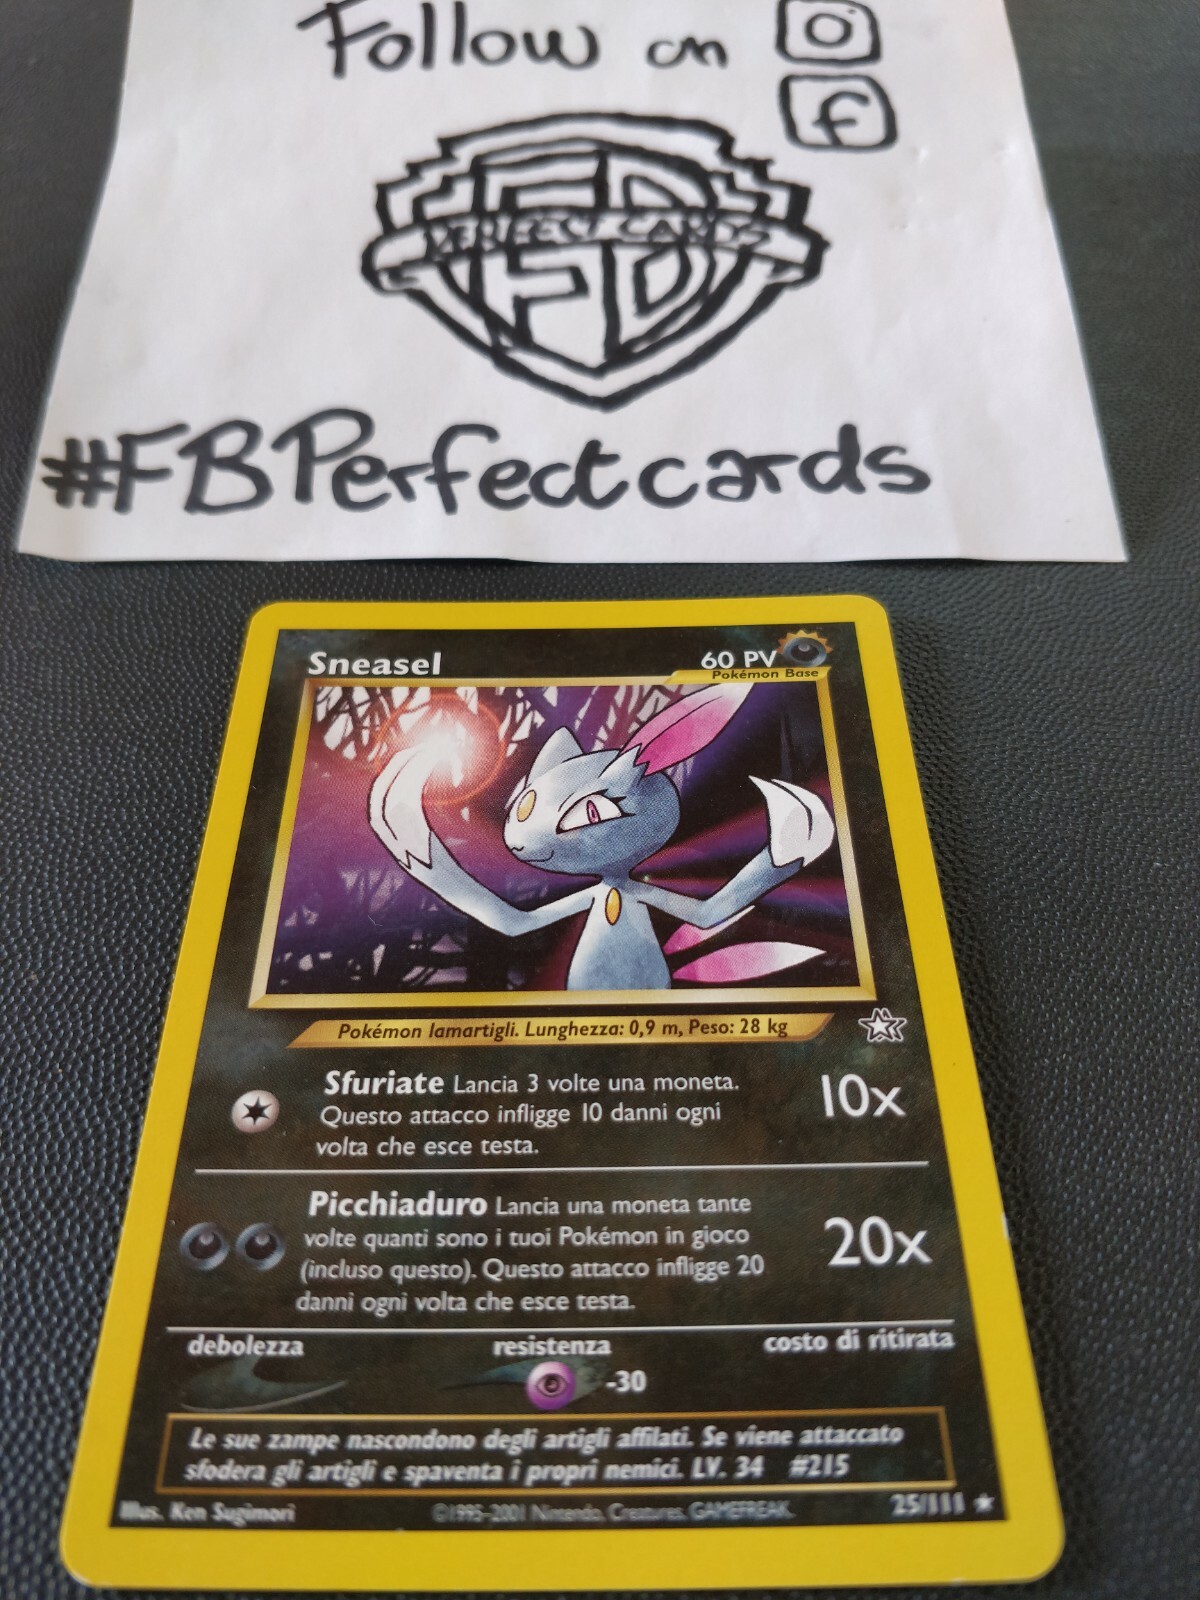 Follow on
FD
PERFECT CARDS
#FBPerfectcards
Sneasel
60 PV
Pokémon Base
Pokémon lamartigli. Lunghezza: 0,9 m, Peso: 28 kg
Sfuriate Lancia 3 volte una moneta.
Questo attacco infligge 10 danni ogni
volta che esce testa.
10x
Picchiaduro Lancia una moneta tante
volte quanti sono i tuoi Pokémon in gioco
(incluso questo). Questo attacco infligge 20
danni ogni volta che esce testa.
20x
debolezza
resistenza
costo di ritirata
-30
Le sue zampe nascondono degli artigli affilati. Se viene attaccato
sfodera gli artigli e spaventa i propri nemici. LV. 34 #215
Illus. Ken Sugimori
©1995-2001 Nintendo, Creatures, GAMEFREAK.
25/111 ★